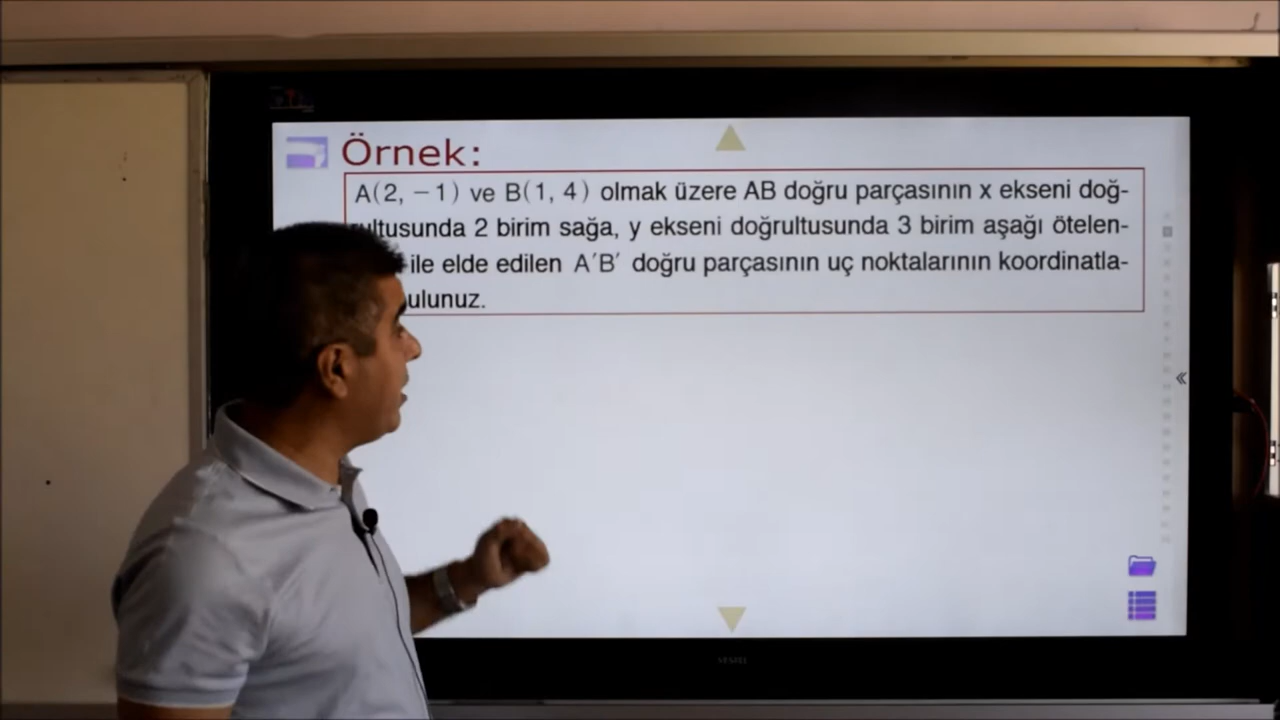 Örnek:
A(2, −1) ve B(1, 4) olmak üzere AB doğru parçasının x ekseni doğ-
rultusunda 2 birim sağa, y ekseni doğrultusunda 3 birim aşağı ötelen-
ile elde edilen A′B′ doğru parçasının uç noktalarının koordinatla-
ulunuz.
VESTEL